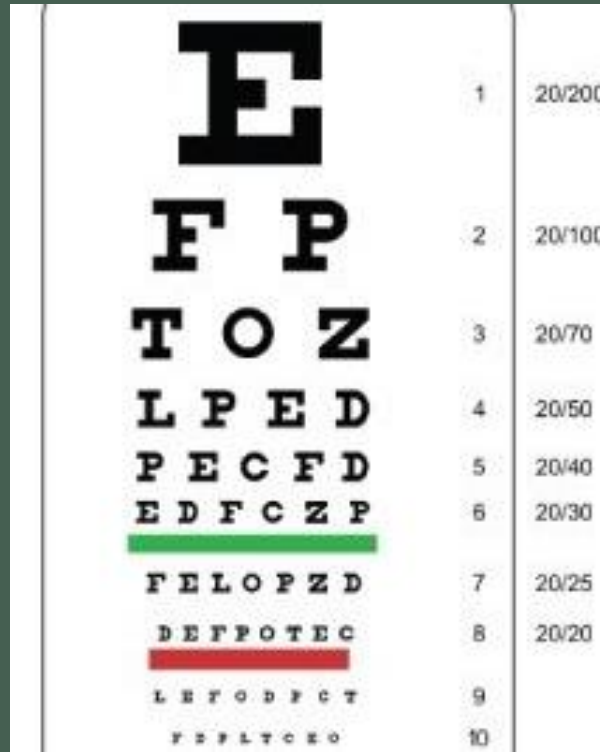 E 1 20/200
F P 2 20/100
T O Z 3 20/70
L P E D 4 20/50
P E C F D 5 20/40
E D F C Z P 6 20/30
F E L O P Z D 7 20/25
D E F P O T E C 8 20/20
L E F O D P C T 9
F D P L T C E O 10